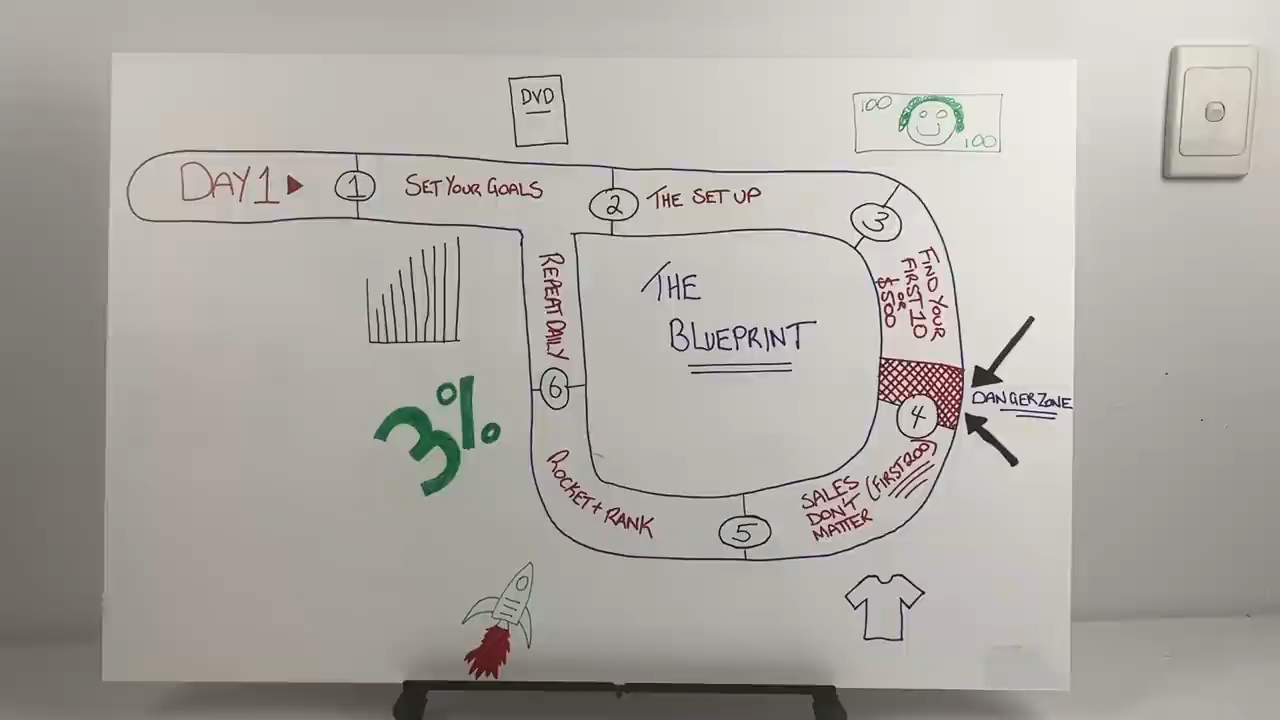 DVD
100
100
DAY 1
1
SET YOUR GOALS
2
THE SET UP
3
FIND YOUR
FIRST 10
OR
$500
DANGERZONE
4
SALES
DON'T
MATTER
(FIRST 200)
5
ROCKET + RANK
6
REPEAT DAILY
THE
BLUEPRINT
3%